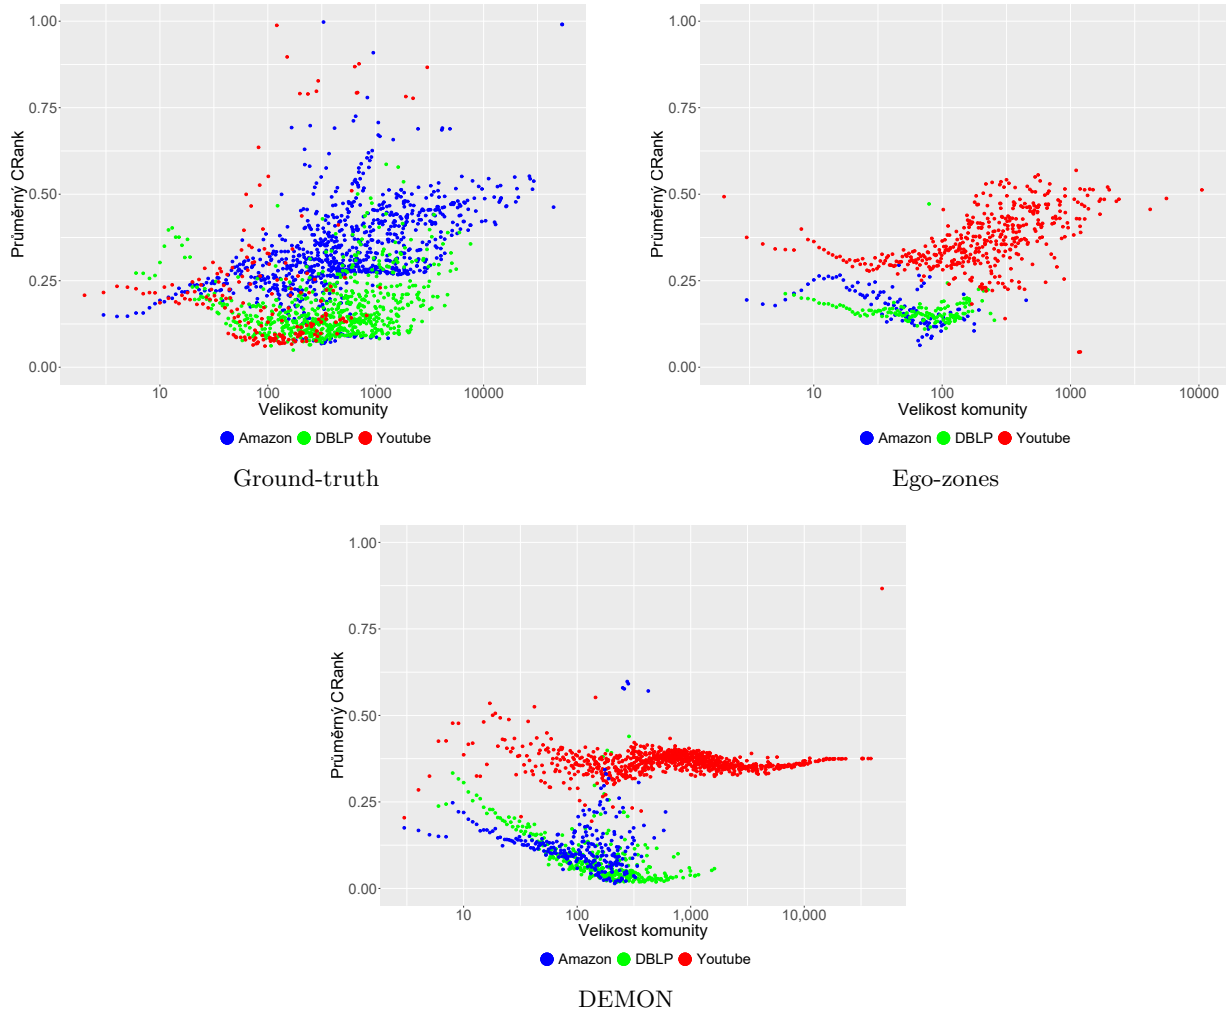 1.00
0.75
0.50
0.25
0.00
Průměrný CRank
10 100 1000 10000
Velikost komunity
Amazon DBLP Youtube
Ground-truth
1.00
0.75
0.50
0.25
0.00
Průměrný CRank
10 100 1000 10000
Velikost komunity
Amazon DBLP Youtube
Ego-zones
1.00
0.75
0.50
0.25
0.00
Průměrný CRank
10 100 1,000 10,000
Velikost komunity
Amazon DBLP Youtube
DEMON